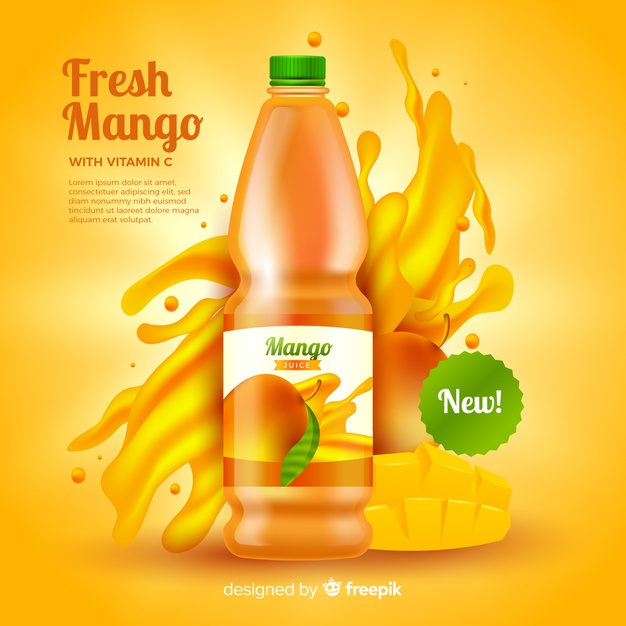 Fresh
Mango
WITH VITAMIN C
Lorem ipsum dolor sit amet,
consectetuer adipiscing elit,
sed diam nonummy nibh
euismod tincidunt ut laoreet
dolore magna aliquam
erat volutpat.
Mango
JUICE
New!
designed by freepik